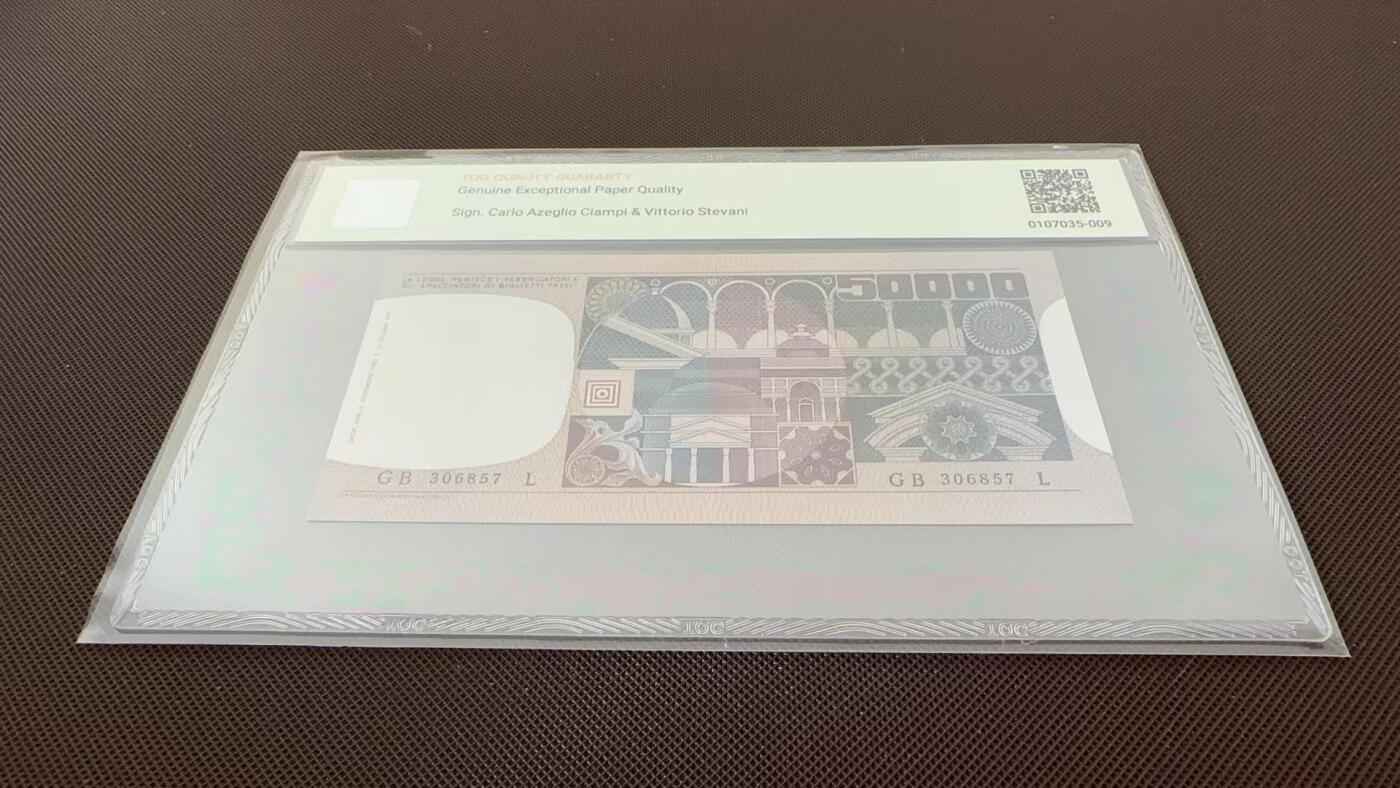 TQG QUALITY GUARANTY
Genuine Exceptional Paper Quality
Sign. Carlo Azeglio Ciampi & Vittorio Stevani
0107035-009
LA LEGGE PUNISCE I FABBRICATORI E
GLI SPACCIATORI DI BIGLIETTI FALSI
50000
GB 306857 L
GB 306857 L